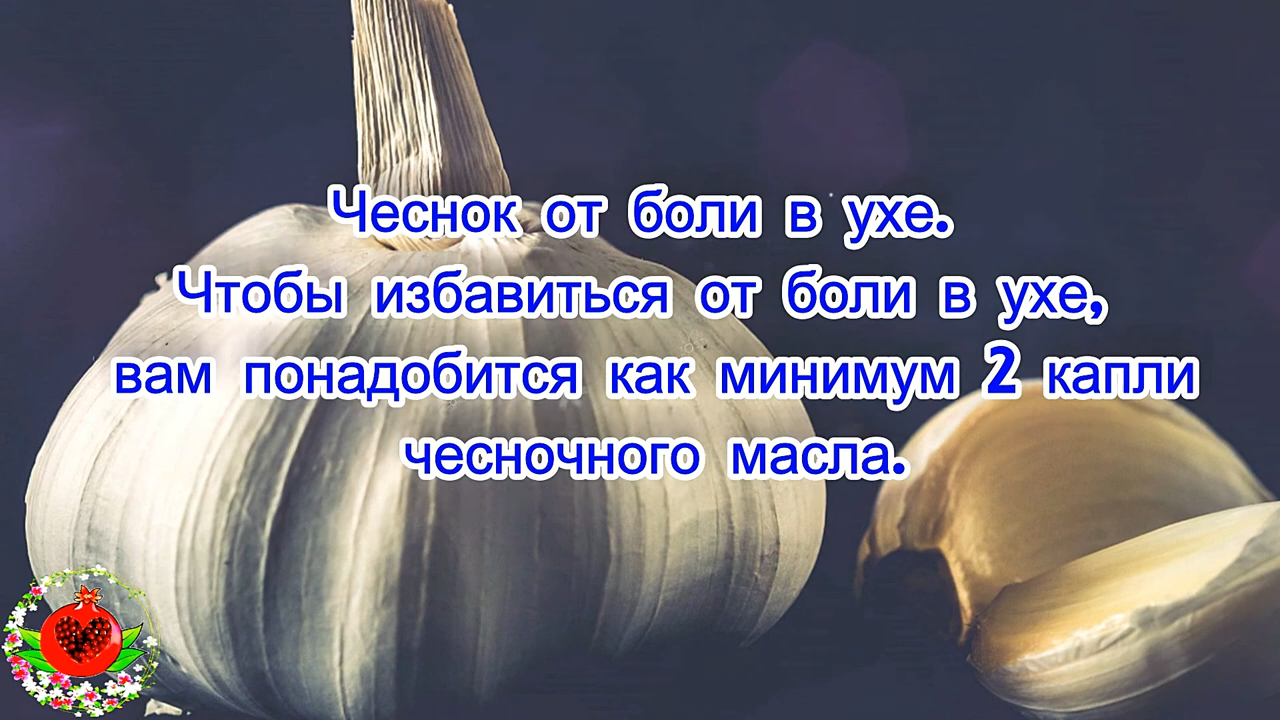 Чеснок от боли в ухе.
Чтобы избавиться от боли в ухе,
вам понадобится как минимум 2 капли
чесночного масла.